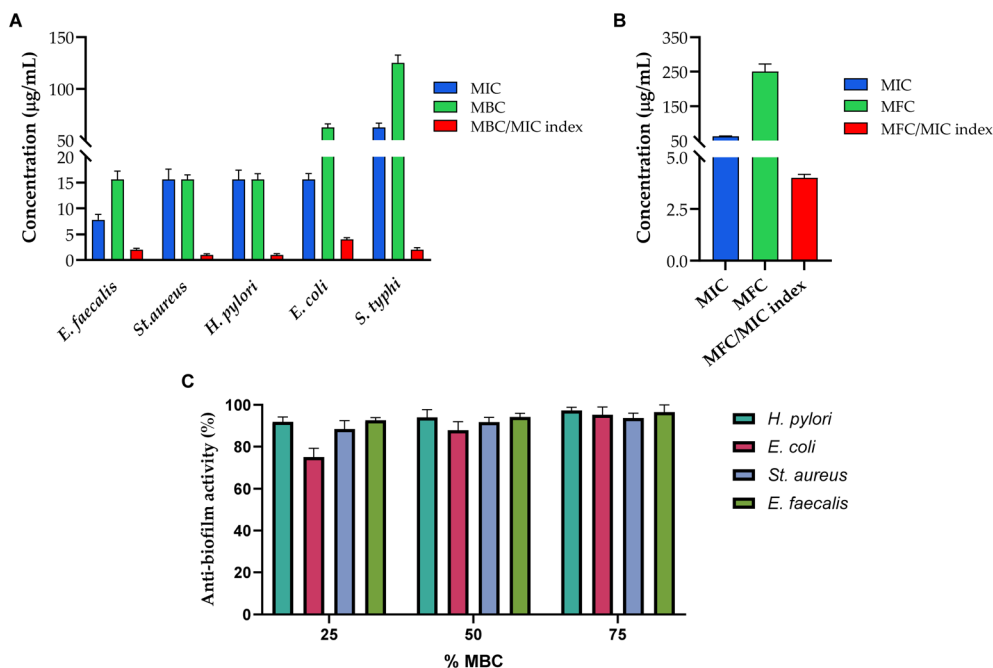 A
Concentration (µg/mL)
150
100
50
20
15
10
5
0
E. faecalis
St.aureus
H. pylori
E. coli
S. typhi
MIC
MBC
MBC/MIC index
B
Concentration (µg/mL)
350
250
150
50
5.0
2.5
0.0
MIC
MFC
MFC/MIC index
MIC
MFC
MFC/MIC index
C
Anti-biofilm activity (%)
100
80
60
40
20
0
25
50
75
% MBC
H. pylori
E. coli
St. aureus
E. faecalis